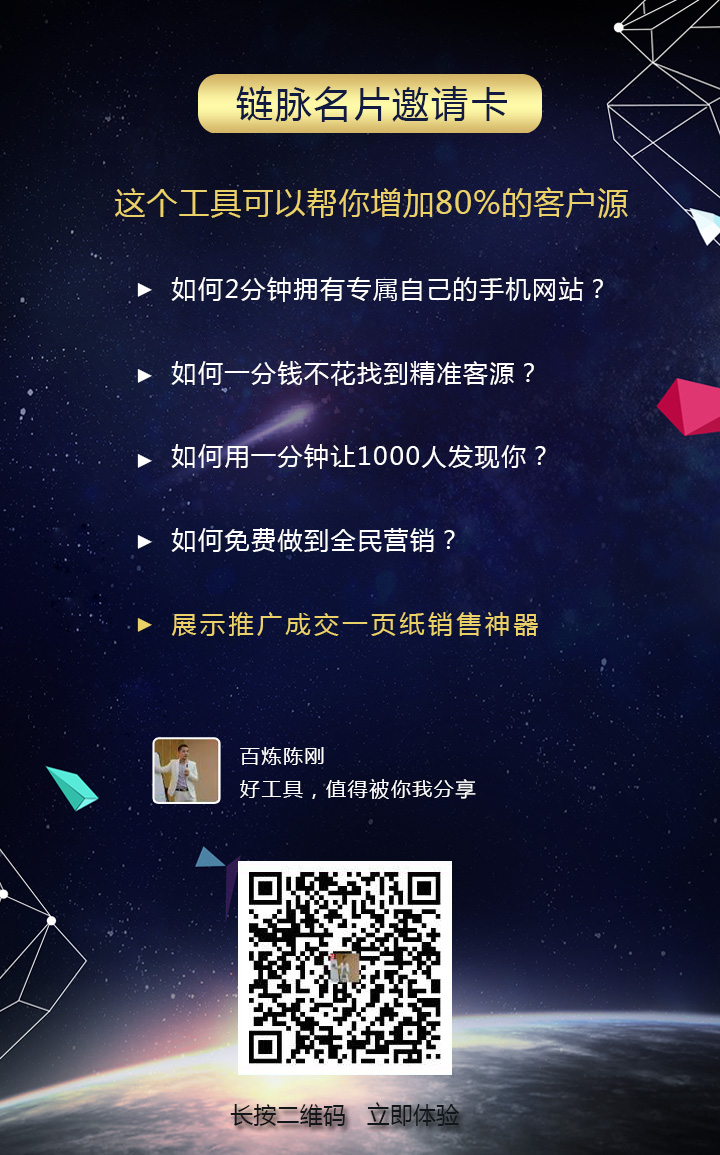 链脉名片邀请卡
这个工具可以帮你增加80%的客户源
▶ 如何2分钟拥有专属自己的手机网站？
▶ 如何一分钱不花找到精准客源？
▶ 如何用一分钟让1000人发现你？
▶ 如何免费做到全民营销？
▶ 展示推广成交一页纸销售神器
百炼陈刚
好工具，值得被你我分享
长按二维码 立即体验